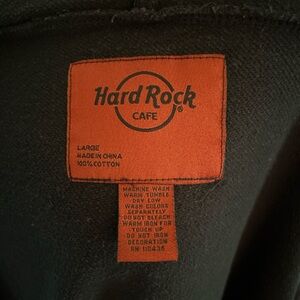 Hard Rock
®
CAFE
LARGE
MADE IN CHINA
100% COTTON
MACHINE WASH
WARM TUMBLE
DRY LOW
WASH COLORS
SEPARATELY
DO NOT BLEACH
WARM IRON FOR
TOUCH UP
DO NOT IRON
DECORATION
RN 110436